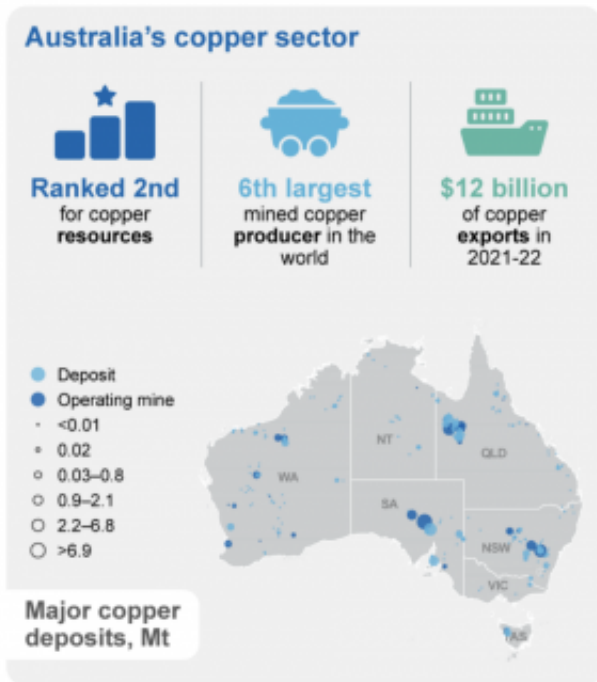 Australia's copper sector
Ranked 2nd
for copper
resources
6th largest
mined copper
producer in the
world
$12 billion
of copper
exports in
2021-22
Deposit
Operating mine
<0.01
0.02
0.03–0.8
0.9–2.1
2.2–6.8
>6.9
NT
QLD
WA
SA
NSW
VIC
TAS
Major copper
deposits, Mt